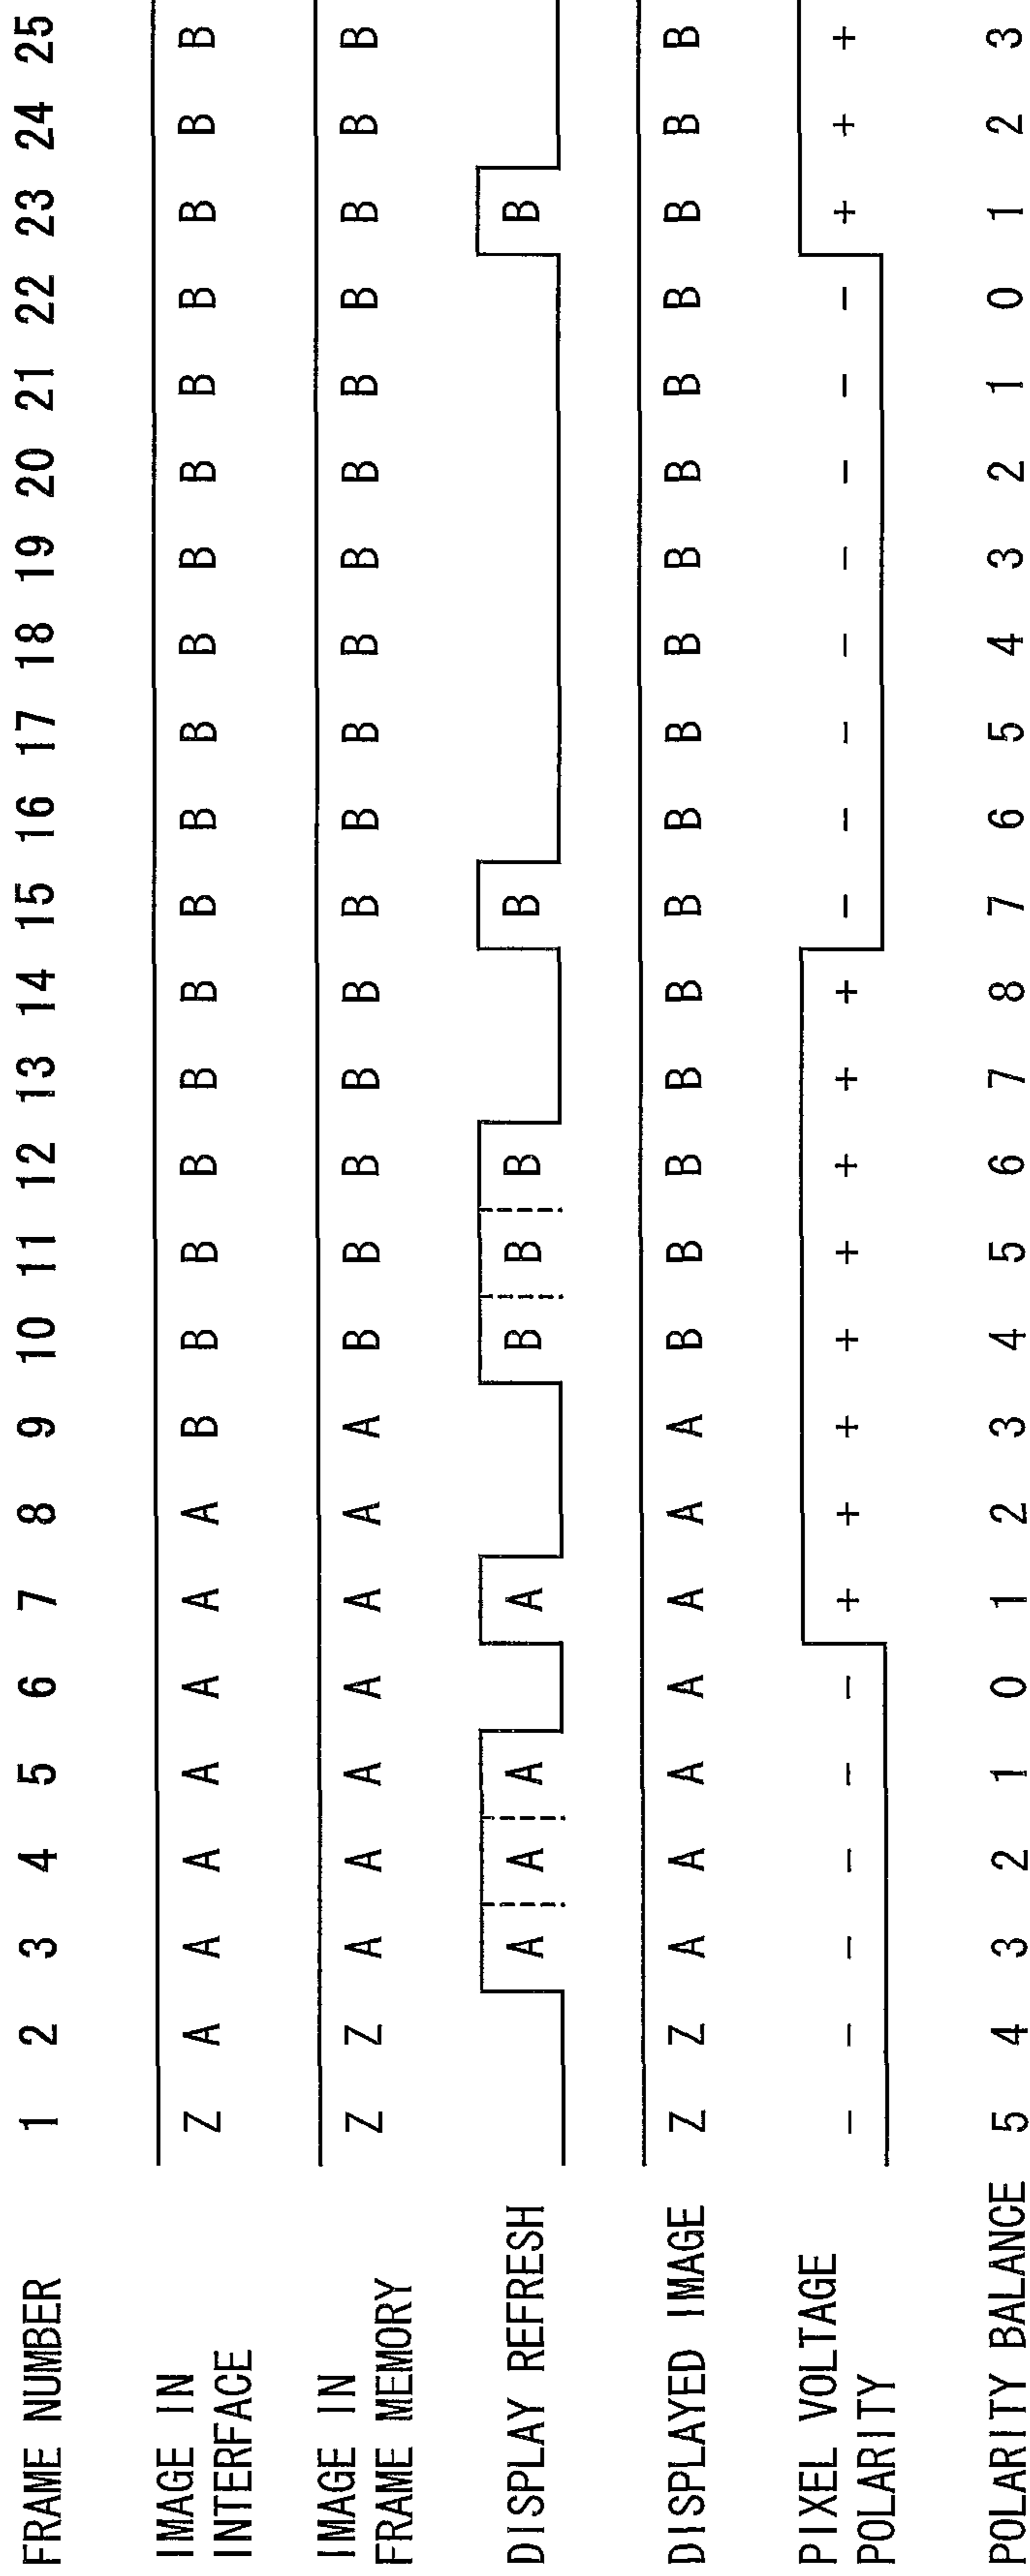 FRAME NUMBER 1 2 3 4 5 6 7 8 9 10 11 12 13 14 15 16 17 18 19 20 21 22 23 24 25
IMAGE IN
INTERFACE Z A A A A A A A B B B B B B B B B B B B B B B B B
IMAGE IN
FRAME MEMORY Z Z A A A A A A A B B B B B B B B B B B B B B B B
DISPLAY REFRESH A A A A B B B B B
DISPLAYED IMAGE Z Z A A A A A A A B B B B B B B B B B B B B B B B
PIXEL VOLTAGE
POLARITY − − − − − − + + + + + + + + − − − − − − − − + + +
POLARITY BALANCE 5 4 3 2 1 0 1 2 3 4 5 6 7 8 7 6 5 4 3 2 1 0 1 2 3